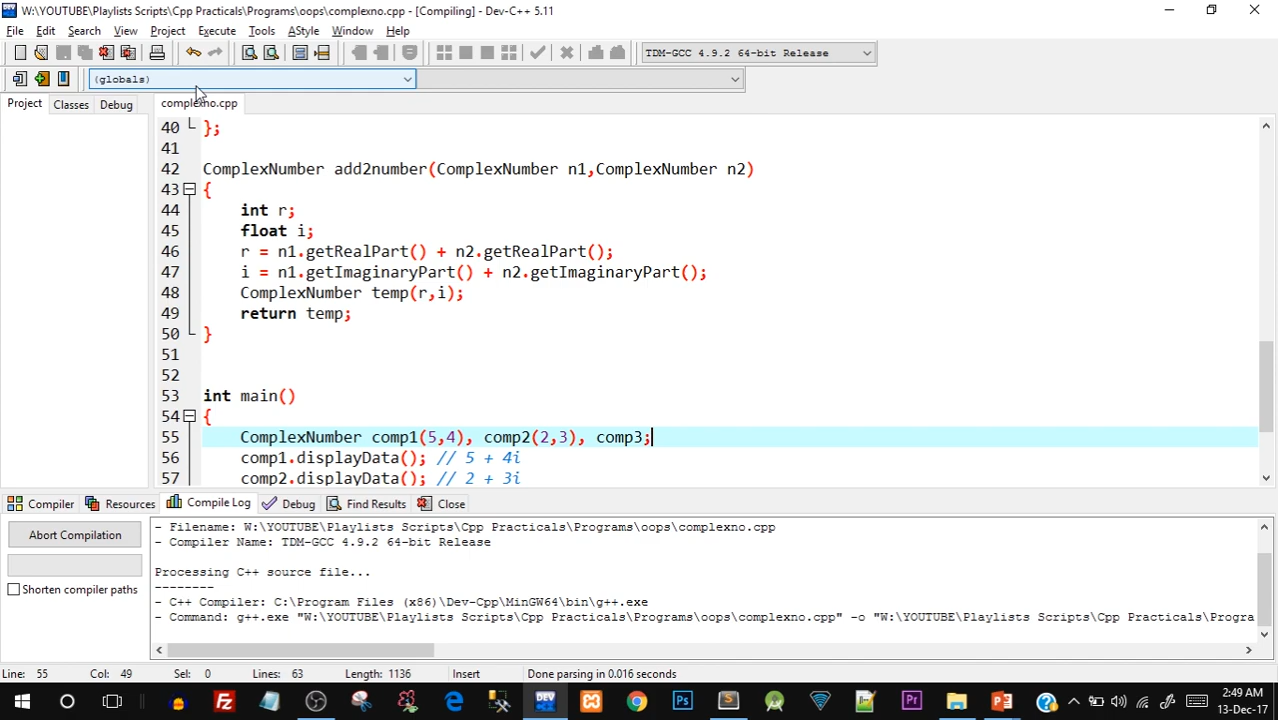 W:\YOUTUBE\Playlists Scripts\Cpp Practicals\Programs\oops\complexno.cpp - [Compiling] - Dev-C++ 5.11
File Edit Search View Project Execute Tools AStyle Window Help
TDM-GCC 4.9.2 64-bit Release
(globals)
Project Classes Debug complexno.cpp
40 };
41
42 ComplexNumber add2number(ComplexNumber n1,ComplexNumber n2)
43 {
44 int r;
45 float i;
46 r = n1.getRealPart() + n2.getRealPart();
47 i = n1.getImaginaryPart() + n2.getImaginaryPart();
48 ComplexNumber temp(r,i);
49 return temp;
50 }
51
52
53 int main()
54 {
55 ComplexNumber comp1(5,4), comp2(2,3), comp3;
56 comp1.displayData(); // 5 + 4i
57 comp2.displayData(); // 2 + 3i
Compiler Resources Compile Log Debug Find Results Close
Abort Compilation
Shorten compiler paths
- Filename: W:\YOUTUBE\Playlists Scripts\Cpp Practicals\Programs\oops\complexno.cpp
- Compiler Name: TDM-GCC 4.9.2 64-bit Release
Processing C++ source file...
--------
- C++ Compiler: C:\Program Files (x86)\Dev-Cpp\MinGW64\bin\g++.exe
- Command: g++.exe "W:\YOUTUBE\Playlists Scripts\Cpp Practicals\Programs\oops\complexno.cpp" -o "W:\YOUTUBE\Playlists Scripts\Cpp Practicals\Progra
Line: 55 Col: 49 Sel: 0 Lines: 63 Length: 1136 Insert Done parsing in 0.016 seconds
2:49 AM
13-Dec-17